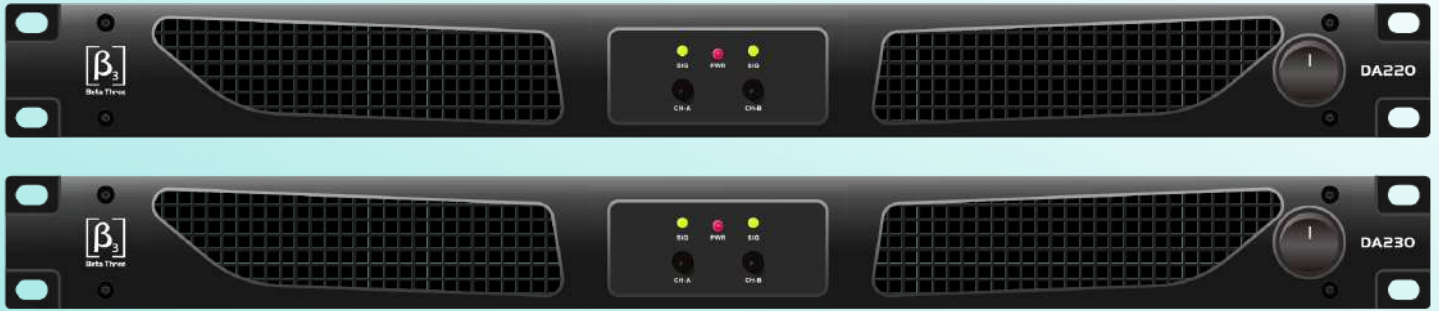 SIG PWR SIG
[β3]
Beta Three
DA220
CH-A CH-B
SIG PWR SIG
[β3]
Beta Three
DA230
CH-A CH-B